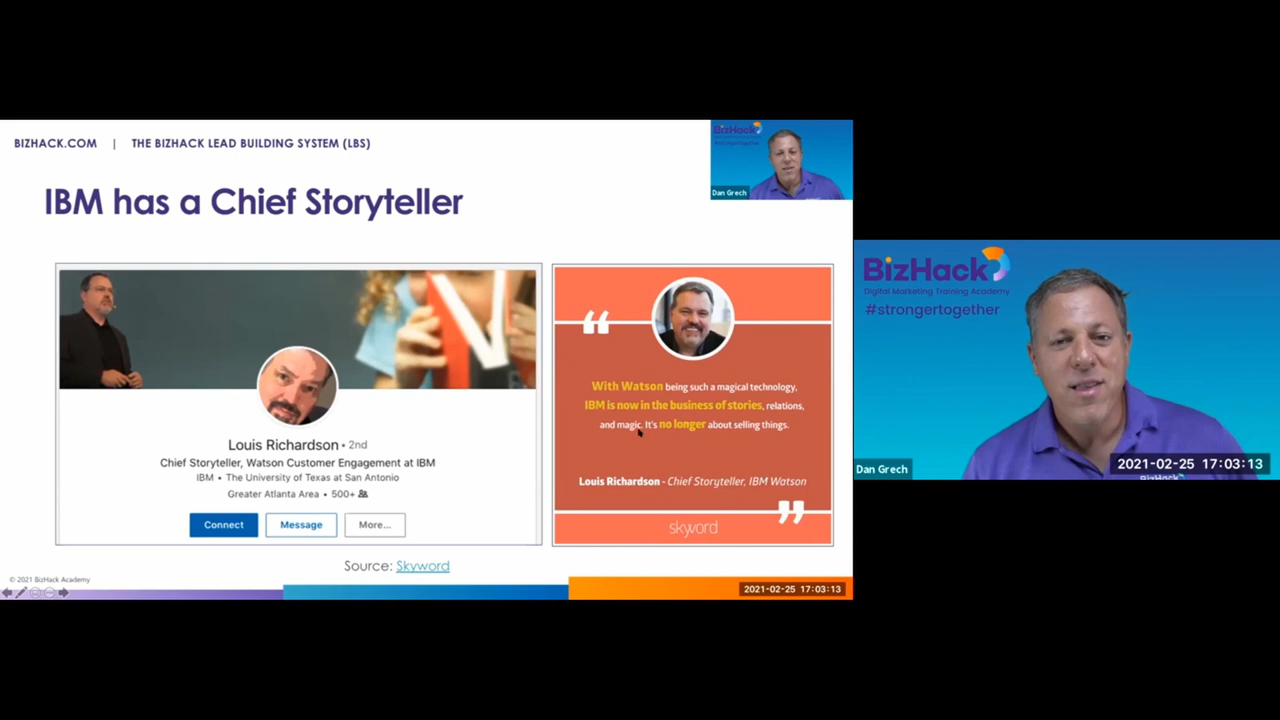 BIZHACK.COM | THE BIZHACK LEAD BUILDING SYSTEM (LBS)
IBM has a Chief Storyteller
BizHack
#strongertogether
Dan Grech
Louis Richardson • 2nd
Chief Storyteller, Watson Customer Engagement at IBM
IBM • The University of Texas at San Antonio
Greater Atlanta Area • 500+
Connect
Message
More...
“
With Watson being such a magical technology,
IBM is now in the business of stories, relations,
and magic. It's no longer about selling things.
Louis Richardson - Chief Storyteller, IBM Watson
”
skyword
Source: Skyword
© 2021 BizHack Academy
2021-02-25 17:03:13
BizHack
Digital Marketing Training Academy
#strongertogether
Dan Grech
2021-02-25 17:03:13
BizHack